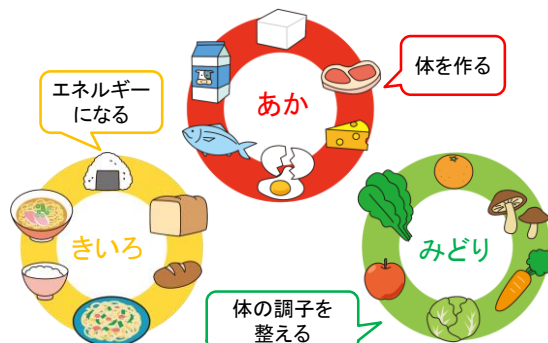 あか
体を作る
エネルギー
になる
きいろ
みどり
体の調子を
整える